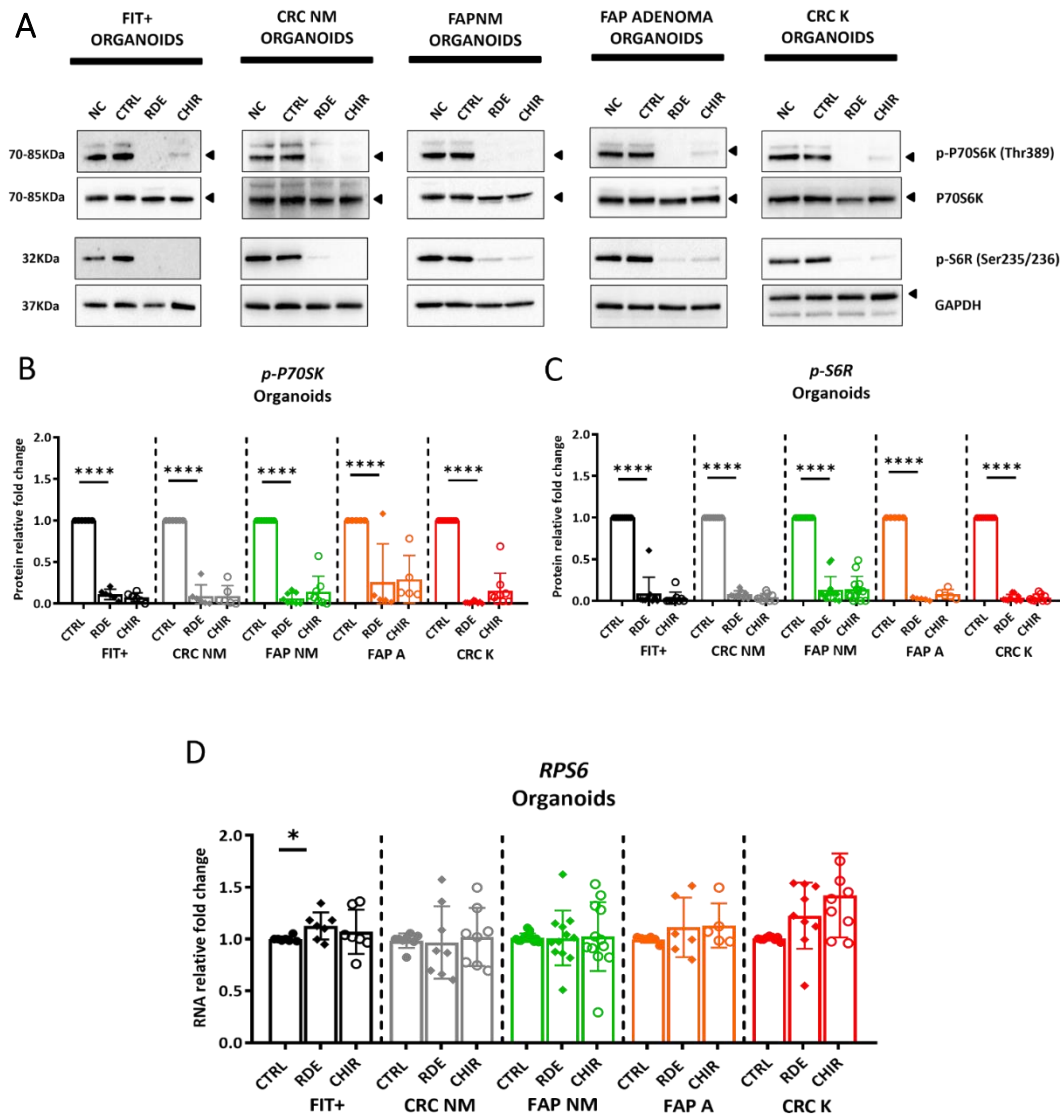 A
FIT+
ORGANOIDS
CRC NM
ORGANOIDS
FAPNM
ORGANOIDS
FAP ADENOMA
ORGANOIDS
CRC K
ORGANOIDS
NC CTRL RDE CHIR NC CTRL RDE CHIR NC CTRL RDE CHIR NC CTRL RDE CHIR NC CTRL RDE CHIR
70-85KDa p-P70S6K (Thr389)
70-85KDa P70S6K
32KDa p-S6R (Ser235/236)
37KDa GAPDH
B
p-P70SK
Organoids
Protein relative fold change
2.0
1.5
1.0
0.5
0.0
**** **** **** **** ****
CTRL RDE CHIR CTRL RDE CHIR CTRL RDE CHIR CTRL RDE CHIR CTRL RDE CHIR
FIT+ CRC NM FAP NM FAP A CRC K
C
p-S6R
Organoids
Protein relative fold change
2.0
1.5
1.0
0.5
0.0
**** **** **** **** ****
CTRL RDE CHIR CTRL RDE CHIR CTRL RDE CHIR CTRL RDE CHIR CTRL RDE CHIR
FIT+ CRC NM FAP NM FAP A CRC K
D
RPS6
Organoids
RNA relative fold change
2.0
1.5
1.0
0.5
0.0
*
CTRL RDE CHIR CTRL RDE CHIR CTRL RDE CHIR CTRL RDE CHIR CTRL RDE CHIR
FIT+ CRC NM FAP NM FAP A CRC K